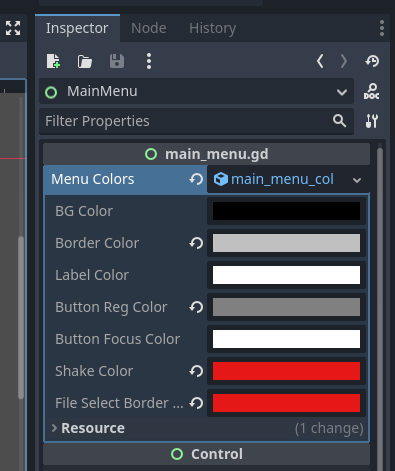 Inspector Node History
MainMenu
DOC
Filter Properties
main_menu.gd
Menu Colors main_menu_col
BG Color
Border Color
Label Color
Button Reg Color
Button Focus Color
Shake Color
File Select Border ...
Resource (1 change)
Control